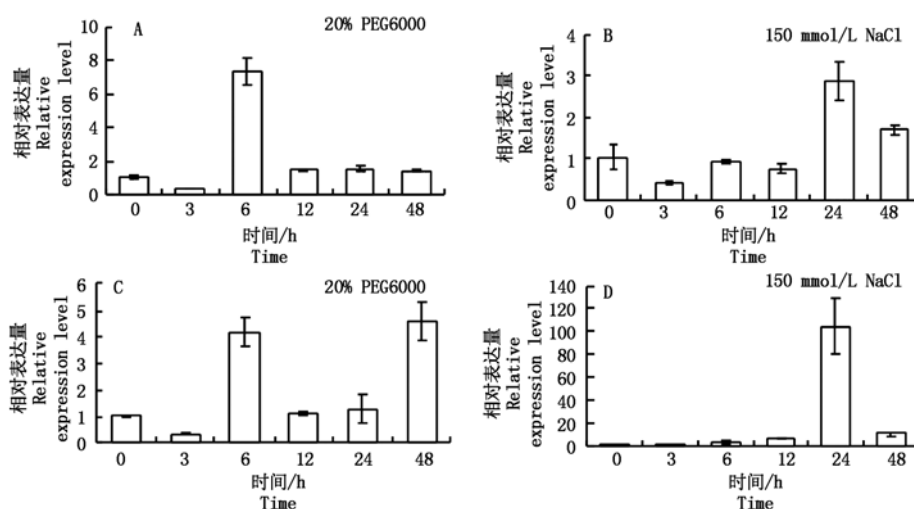 A
20% PEG6000
10
8
6
4
2
0
相对表达量
Relative
expression level
0 3 6 12 24 48
时间/h
Time
B
150 mmol/L NaCl
4
3
2
1
0
相对表达量
Relative
expression level
0 3 6 12 24 48
时间/h
Time
C
20% PEG6000
6
5
4
3
2
1
0
相对表达量
Relative
expression level
0 3 6 12 24 48
时间/h
Time
D
150 mmol/L NaCl
140
120
100
80
60
40
20
0
相对表达量
Relative
expression level
0 3 6 12 24 48
时间/h
Time